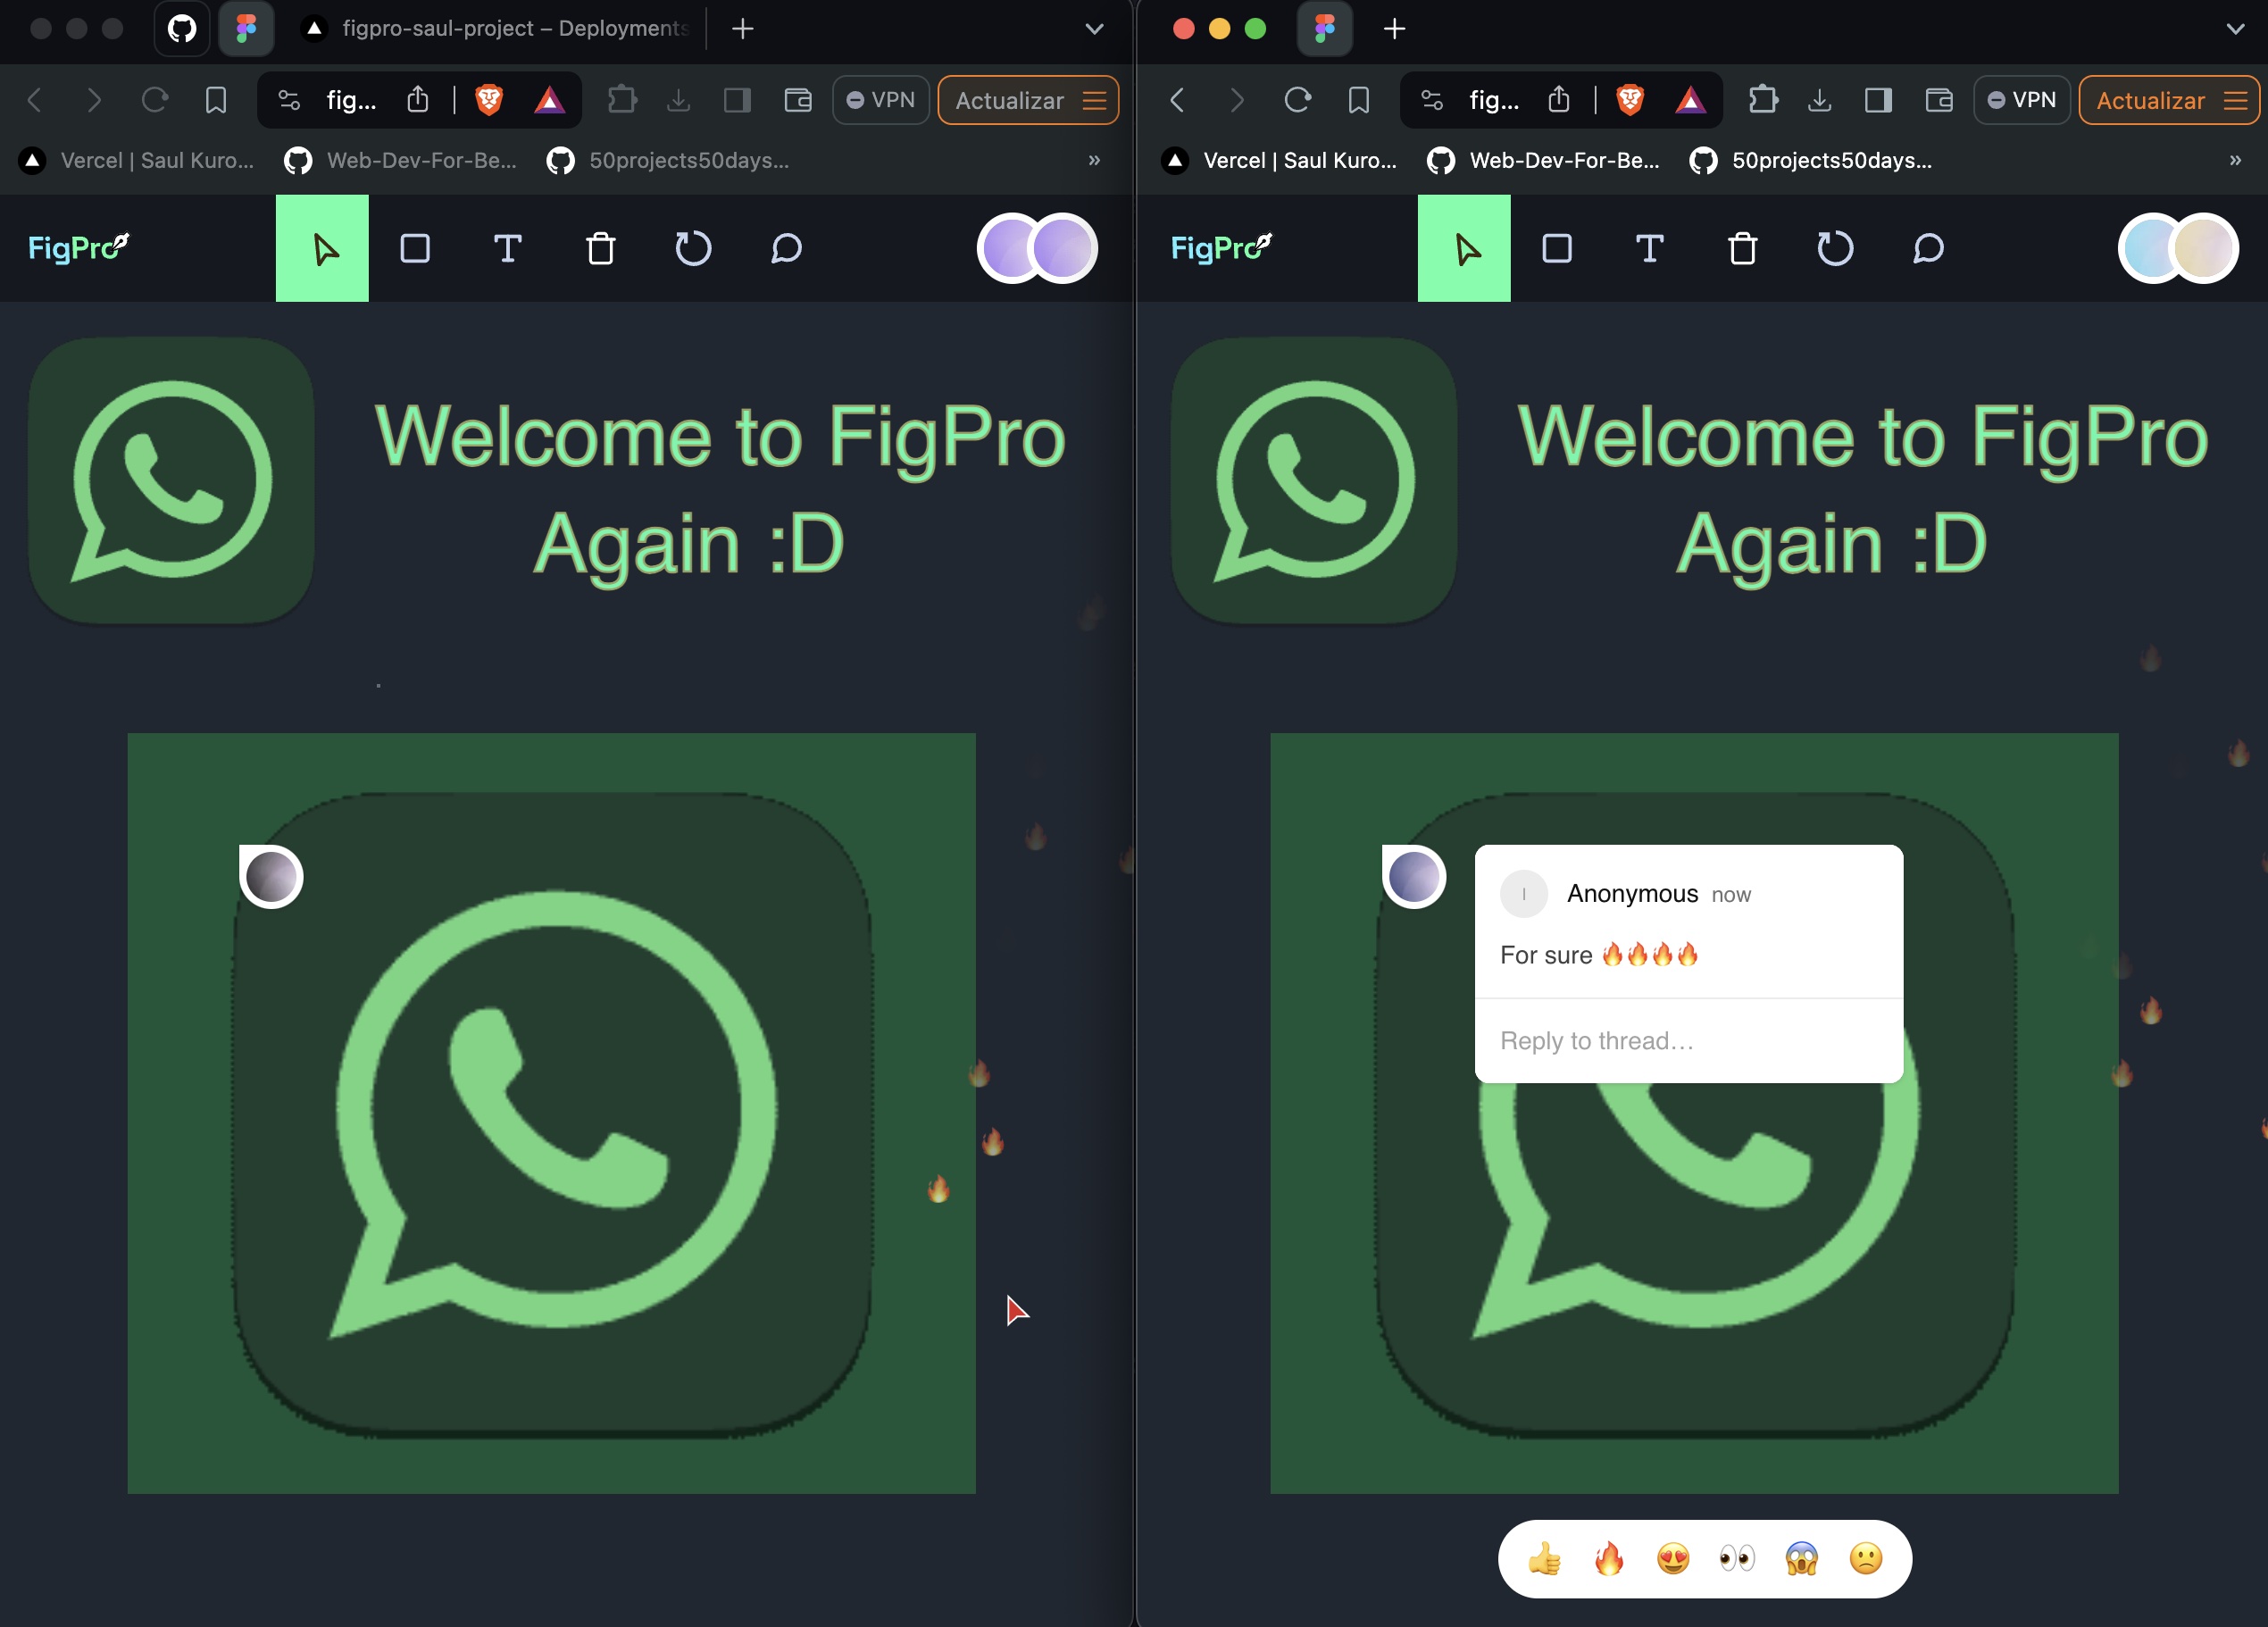 figpro-saul-project – Deployments
fig...
VPN
Actualizar
Vercel | Saul Kuro...
Web-Dev-For-Be...
50projects50days...
»
FigPro
T
Welcome to FigPro
Again :D
fig...
VPN
Actualizar
Vercel | Saul Kuro...
Web-Dev-For-Be...
50projects50days...
»
FigPro
T
Welcome to FigPro
Again :D
I
Anonymous now
For sure 🔥🔥🔥🔥
Reply to thread…